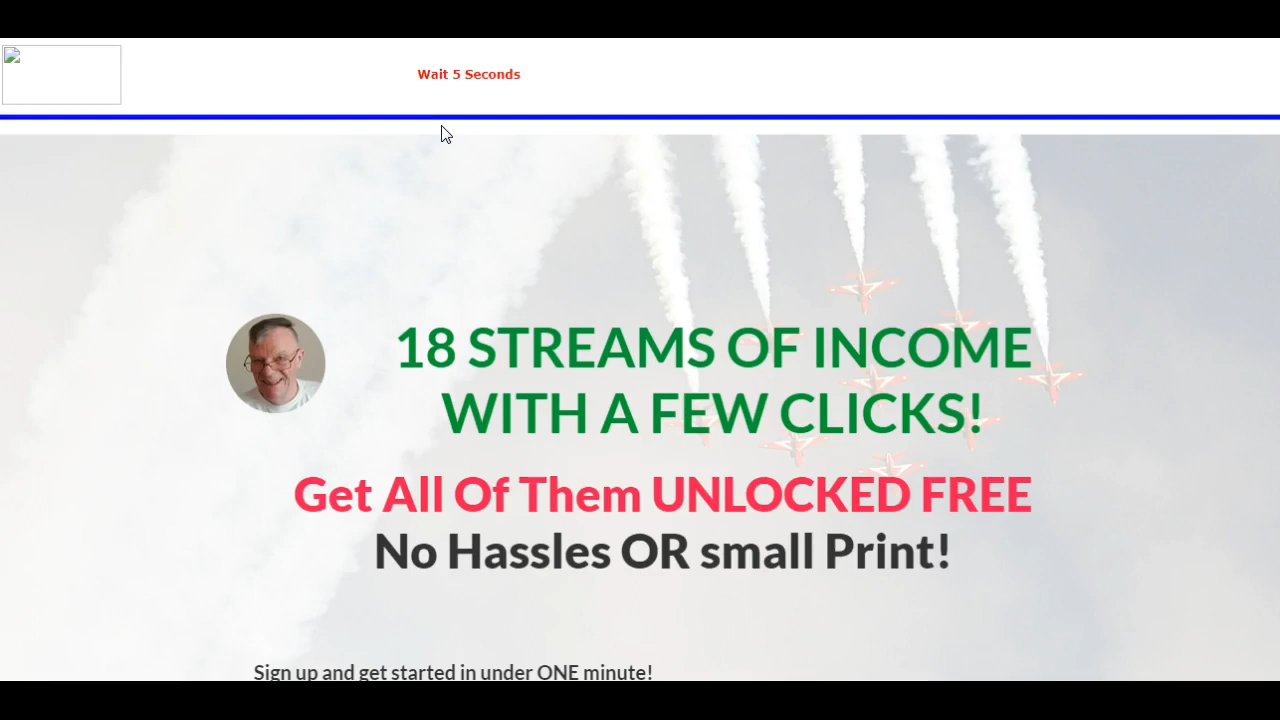 Wait 5 Seconds
18 STREAMS OF INCOME
WITH A FEW CLICKS!
Get All Of Them UNLOCKED FREE
No Hassles OR small Print!
Sign up and get started in under ONE minute!